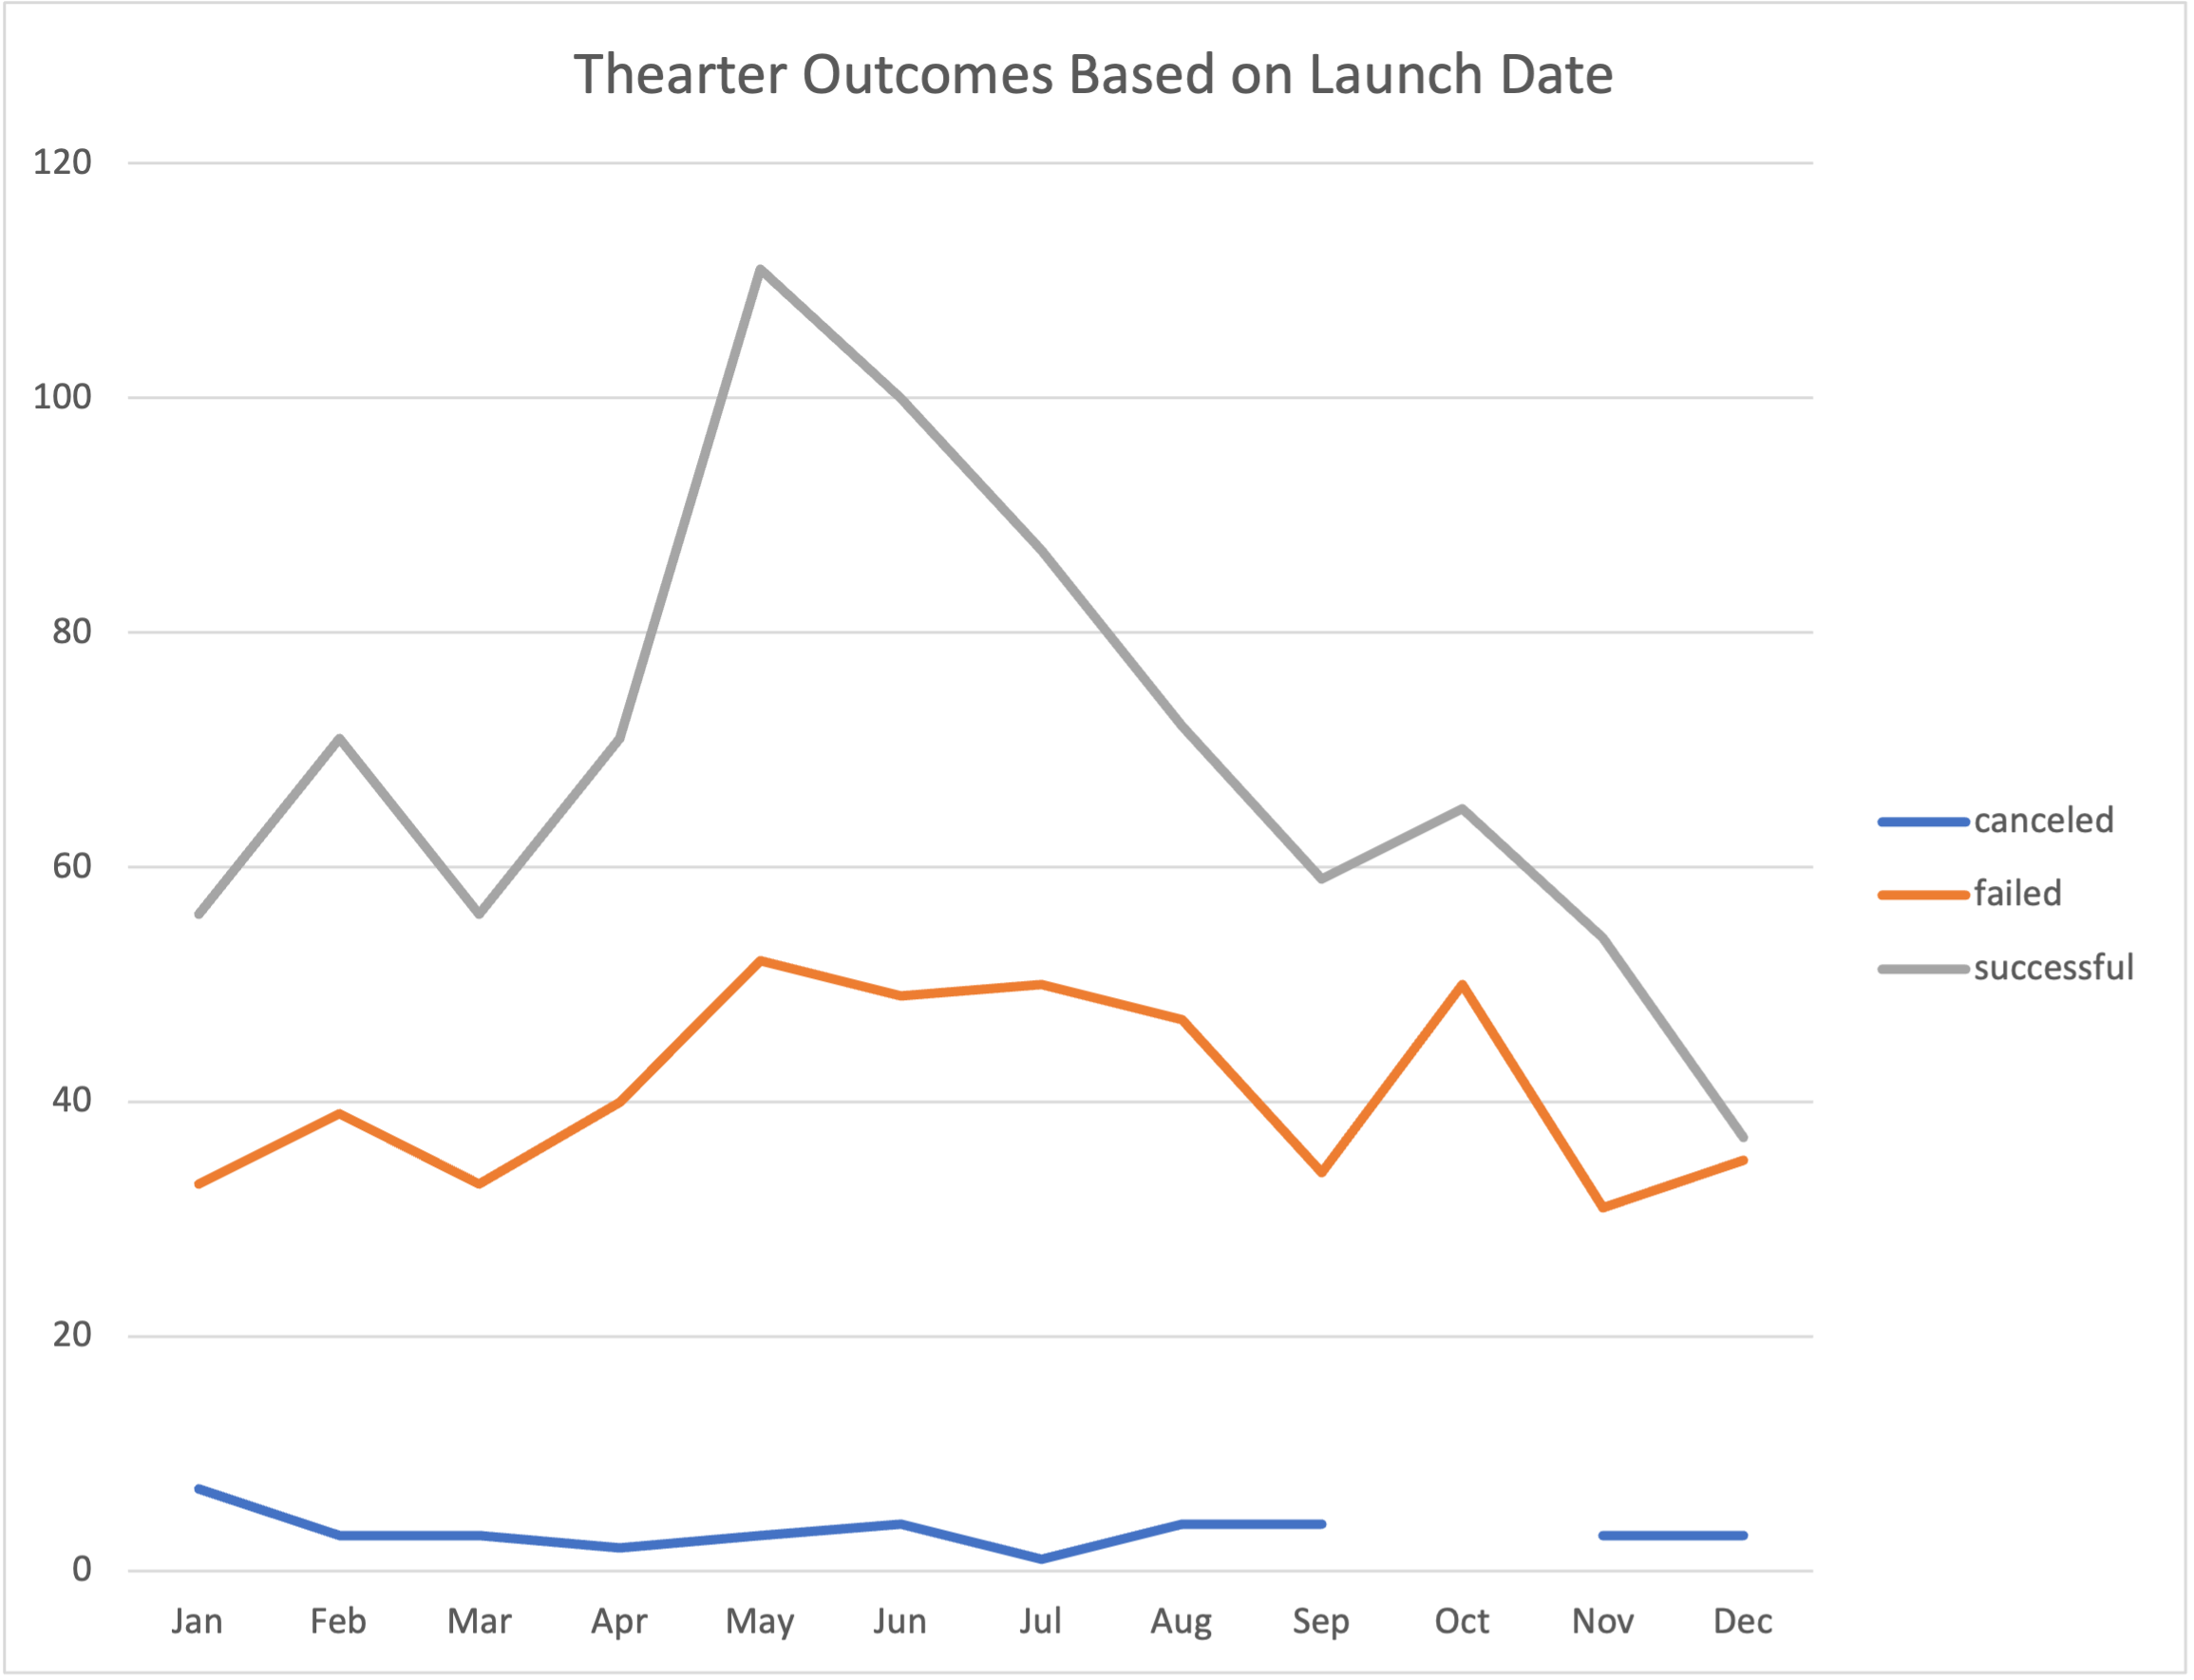 Thearter Outcomes Based on Launch Date
120
100
80
60
40
20
0
Jan Feb Mar Apr May Jun Jul Aug Sep Oct Nov Dec
canceled
failed
successful